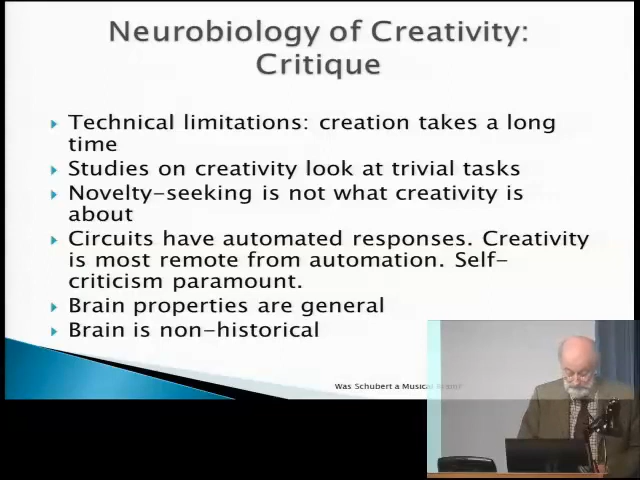 Neurobiology of Creativity:
Critique
Technical limitations: creation takes a long
time
Studies on creativity look at trivial tasks
Novelty-seeking is not what creativity is
about
Circuits have automated responses. Creativity
is most remote from automation. Self-
criticism paramount.
Brain properties are general
Brain is non-historical
Was Schubert a Musical Brain?